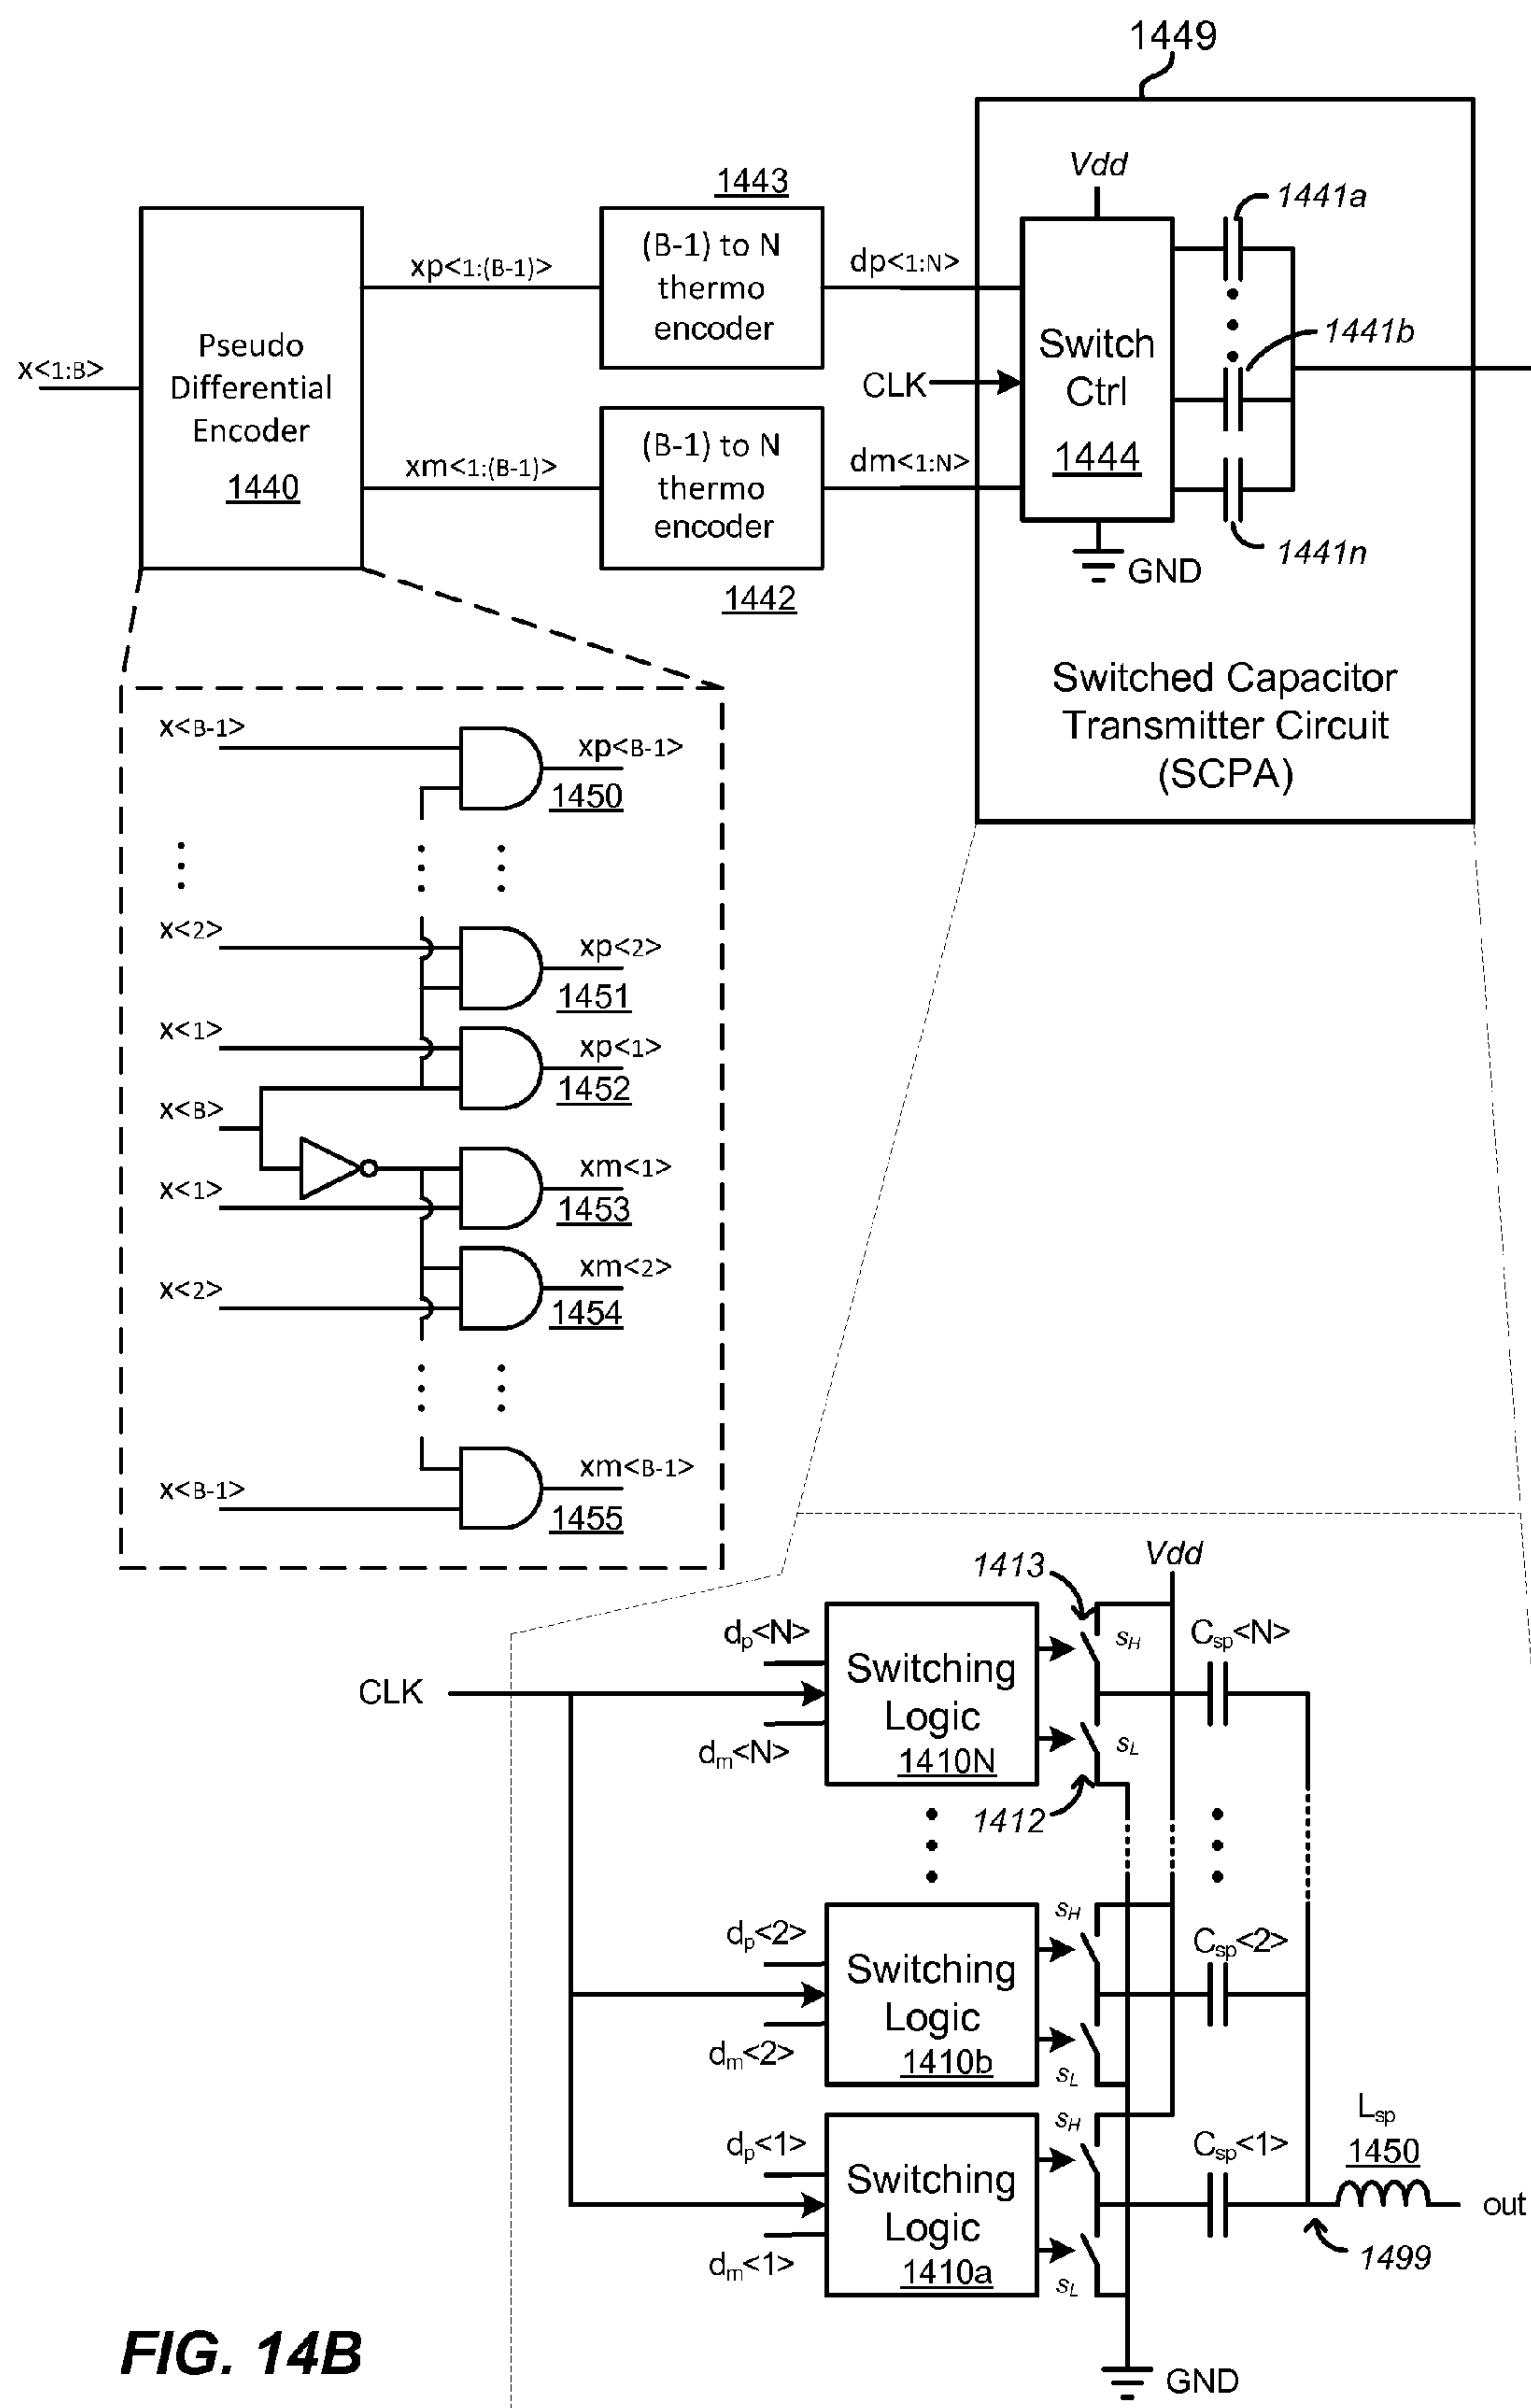 1449
Vdd
1441a
1443
(B-1) to N
thermo
encoder
xp<1:(B-1)>
dp<1:N>
Pseudo
Differential
Encoder
1440
x<1:B>
Switch
Ctrl
1444
1441b
CLK
xm<1:(B-1)>
(B-1) to N
thermo
encoder
dm<1:N>
1442
1441n
GND
Switched Capacitor
Transmitter Circuit
(SCPA)
x<B-1>
xp<B-1>
1450
x<2>
xp<2>
1451
x<1>
xp<1>
1452
x<B>
xm<1>
x<1>
1453
xm<2>
x<2>
1454
xm<B-1>
x<B-1>
1455
1413
Vdd
dp<N>
CLK
dm<N>
Switching
Logic
1410N
sH
sL
Csp<N>
1412
dp<2>
dm<2>
Switching
Logic
1410b
sH
sL
Csp<2>
dp<1>
dm<1>
Switching
Logic
1410a
sH
sL
Csp<1>
Lsp
1450
out
1499
GND
FIG. 14B